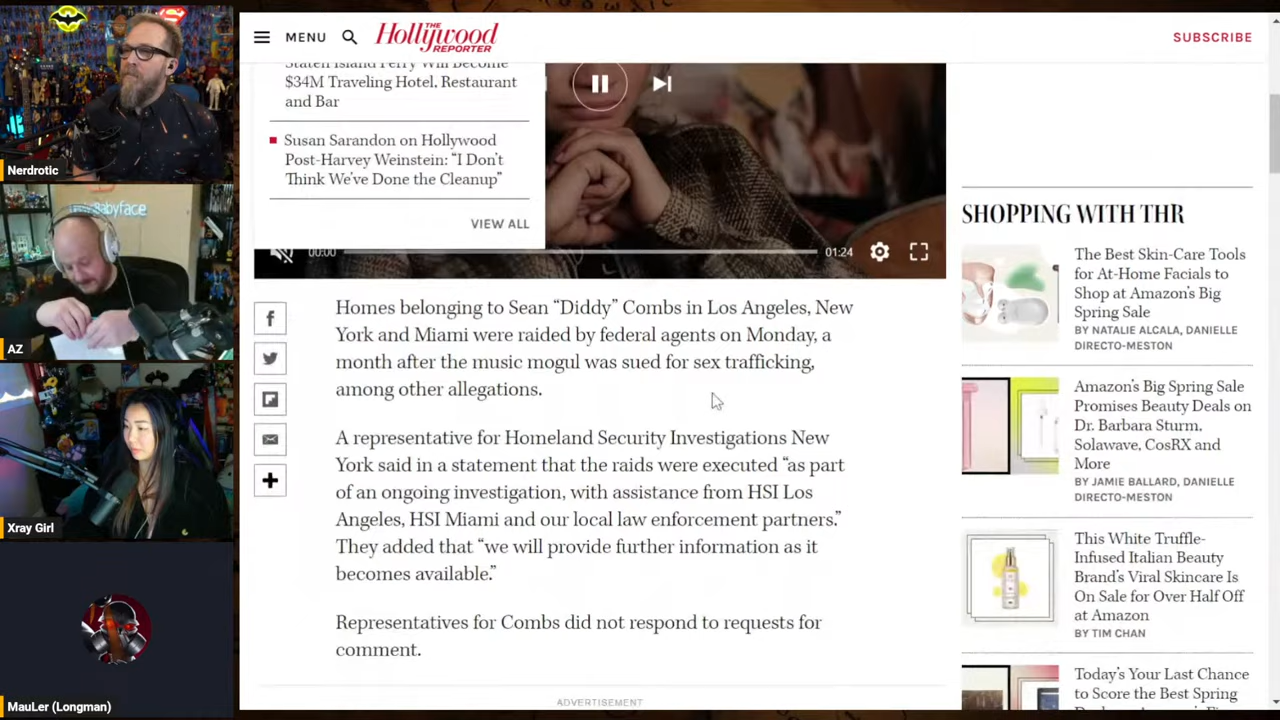 Nerdrotic
Babyface
AZ
Xray Girl
MauLer (Longman)
MENU
THE
Hollywood
REPORTER
SUBSCRIBE
Staten Island Ferry Will Become
$34M Traveling Hotel, Restaurant
and Bar
Susan Sarandon on Hollywood
Post-Harvey Weinstein: “I Don’t
Think We’ve Done the Cleanup”
VIEW ALL
00:00
01:24
Homes belonging to Sean “Diddy” Combs in Los Angeles, New
York and Miami were raided by federal agents on Monday, a
month after the music mogul was sued for sex trafficking,
among other allegations.
A representative for Homeland Security Investigations New
York said in a statement that the raids were executed “as part
of an ongoing investigation, with assistance from HSI Los
Angeles, HSI Miami and our local law enforcement partners.”
They added that “we will provide further information as it
becomes available.”
Representatives for Combs did not respond to requests for
comment.
ADVERTISEMENT
SHOPPING WITH THR
The Best Skin-Care Tools
for At-Home Facials to
Shop at Amazon’s Big
Spring Sale
BY NATALIE ALCALA, DANIELLE
DIRECTO-MESTON
Amazon’s Big Spring Sale
Promises Beauty Deals on
Dr. Barbara Sturm,
Solawave, CosRX and
More
BY JAMIE BALLARD, DANIELLE
DIRECTO-MESTON
This White Truffle-
Infused Italian Beauty
Brand’s Viral Skincare Is
On Sale for Over Half Off
at Amazon
BY TIM CHAN
Today’s Your Last Chance
to Score the Best Spring